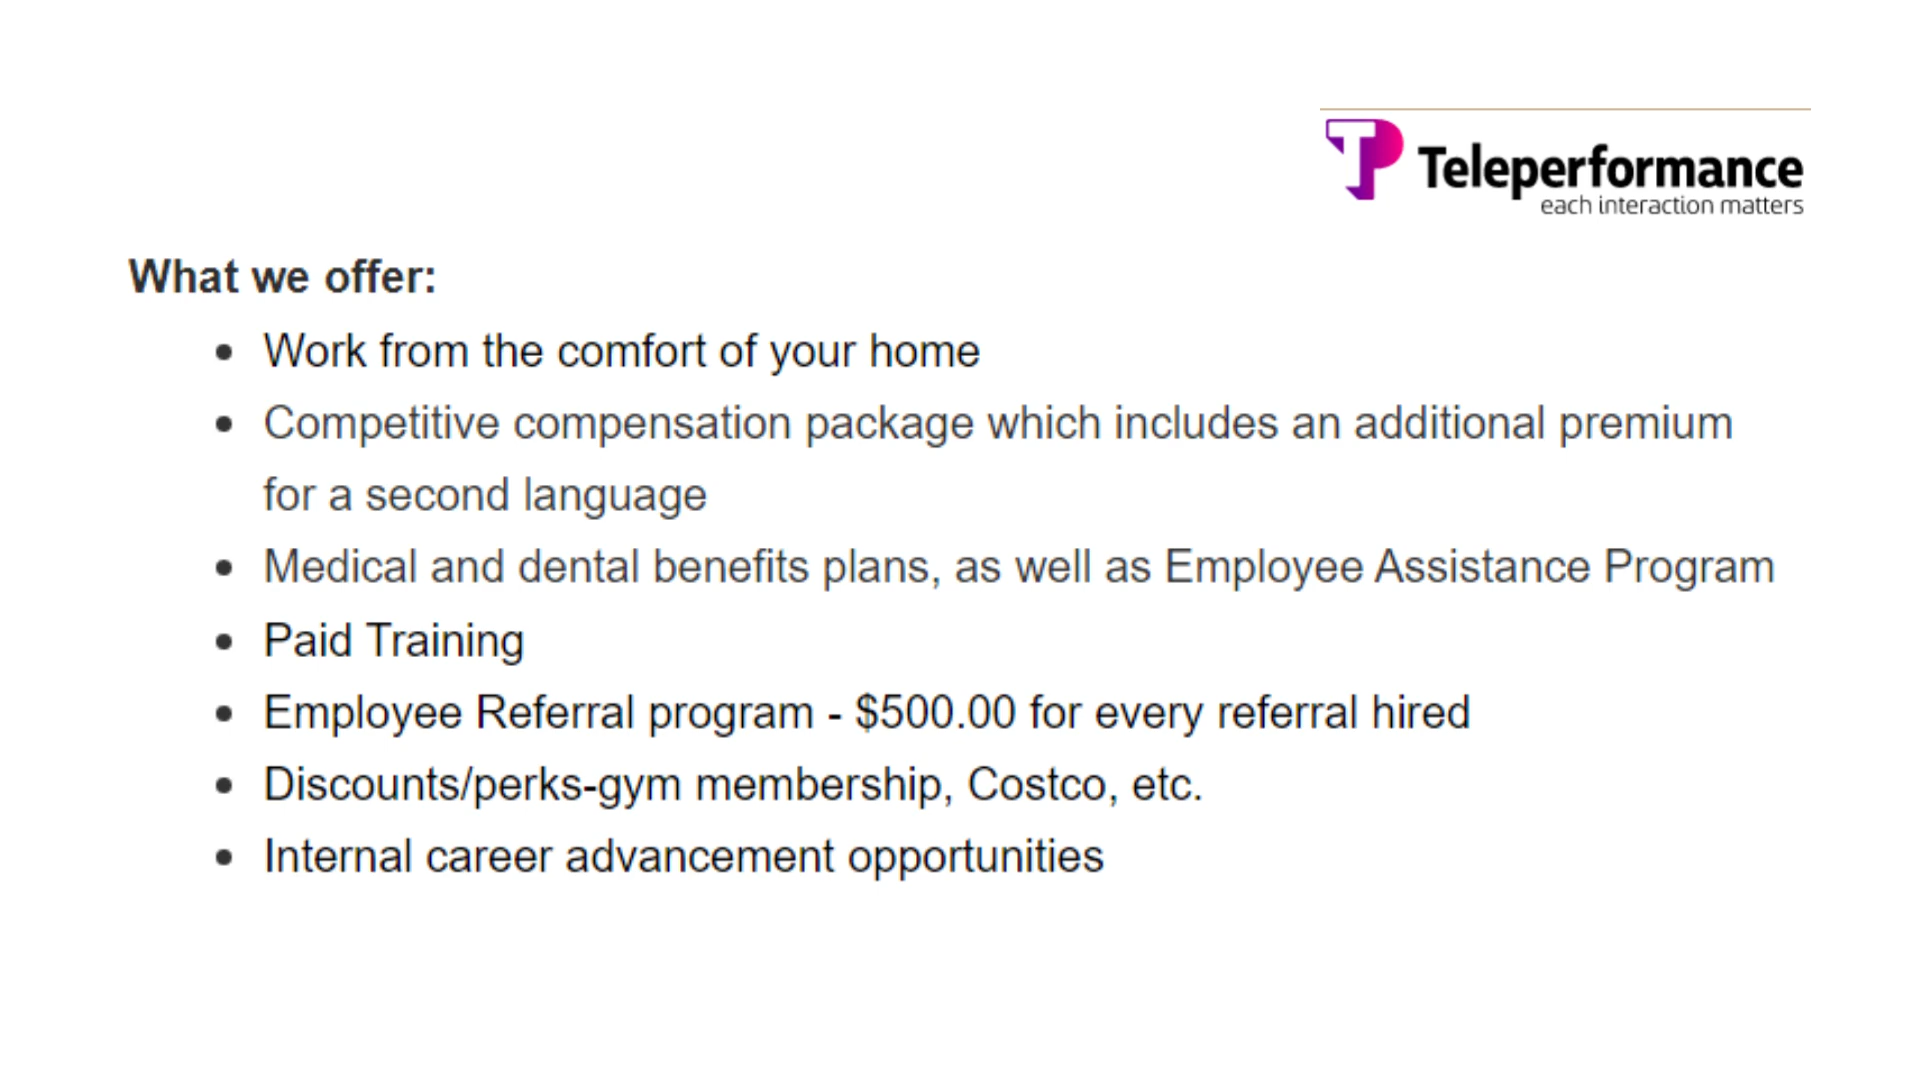 Teleperformance
each interaction matters
What we offer:
• Work from the comfort of your home
• Competitive compensation package which includes an additional premium
for a second language
• Medical and dental benefits plans, as well as Employee Assistance Program
• Paid Training
• Employee Referral program - $500.00 for every referral hired
• Discounts/perks-gym membership, Costco, etc.
• Internal career advancement opportunities